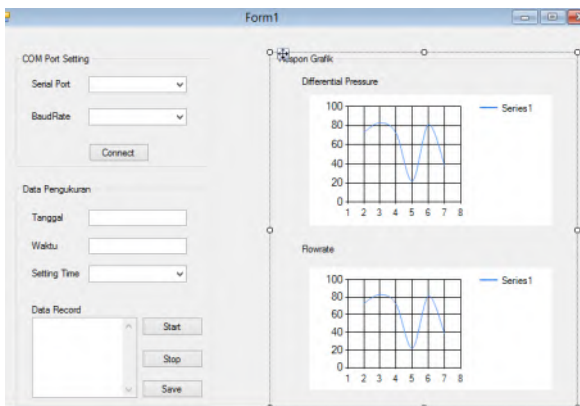 Form1
COM Port Setting
Serial Port
BaudRate
Connect
Data Pengukuran
Tanggal
Waktu
Setting Time
Data Record
Start
Stop
Save
Grafik
Differential Pressure
100
80
60
40
20
0
1 2 3 4 5 6 7 8
Series1
Flowrate
100
80
60
40
20
0
1 2 3 4 5 6 7 8
Series1